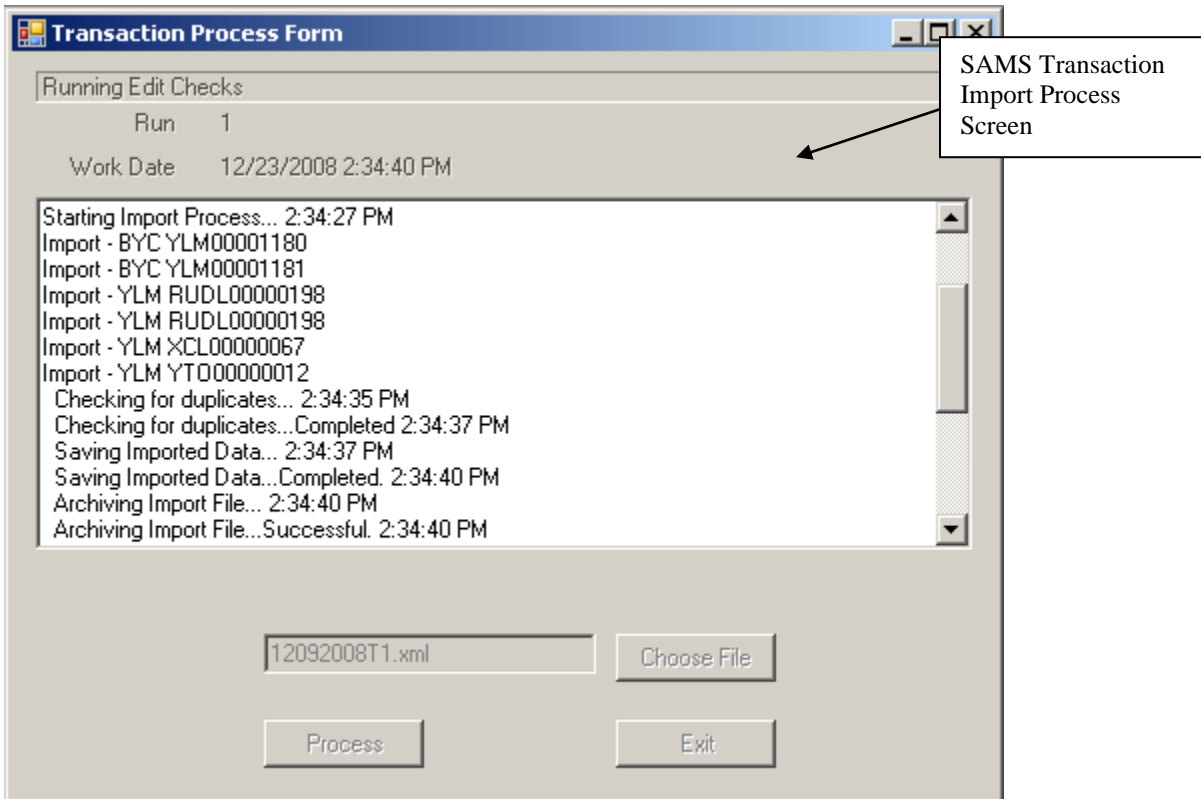 Transaction Process Form
SAMS Transaction
Import Process
Screen
Running Edit Checks
Run 1
Work Date 12/23/2008 2:34:40 PM
Starting Import Process... 2:34:27 PM
Import - BYC YLM00001180
Import - BYC YLM00001181
Import - YLM RUDL00000198
Import - YLM RUDL00000198
Import - YLM XCL00000067
Import - YLM YTO00000012
Checking for duplicates... 2:34:35 PM
Checking for duplicates...Completed 2:34:37 PM
Saving Imported Data... 2:34:37 PM
Saving Imported Data...Completed. 2:34:40 PM
Archiving Import File... 2:34:40 PM
Archiving Import File...Successful. 2:34:40 PM
12092008T1.xml
Choose File
Process
Exit